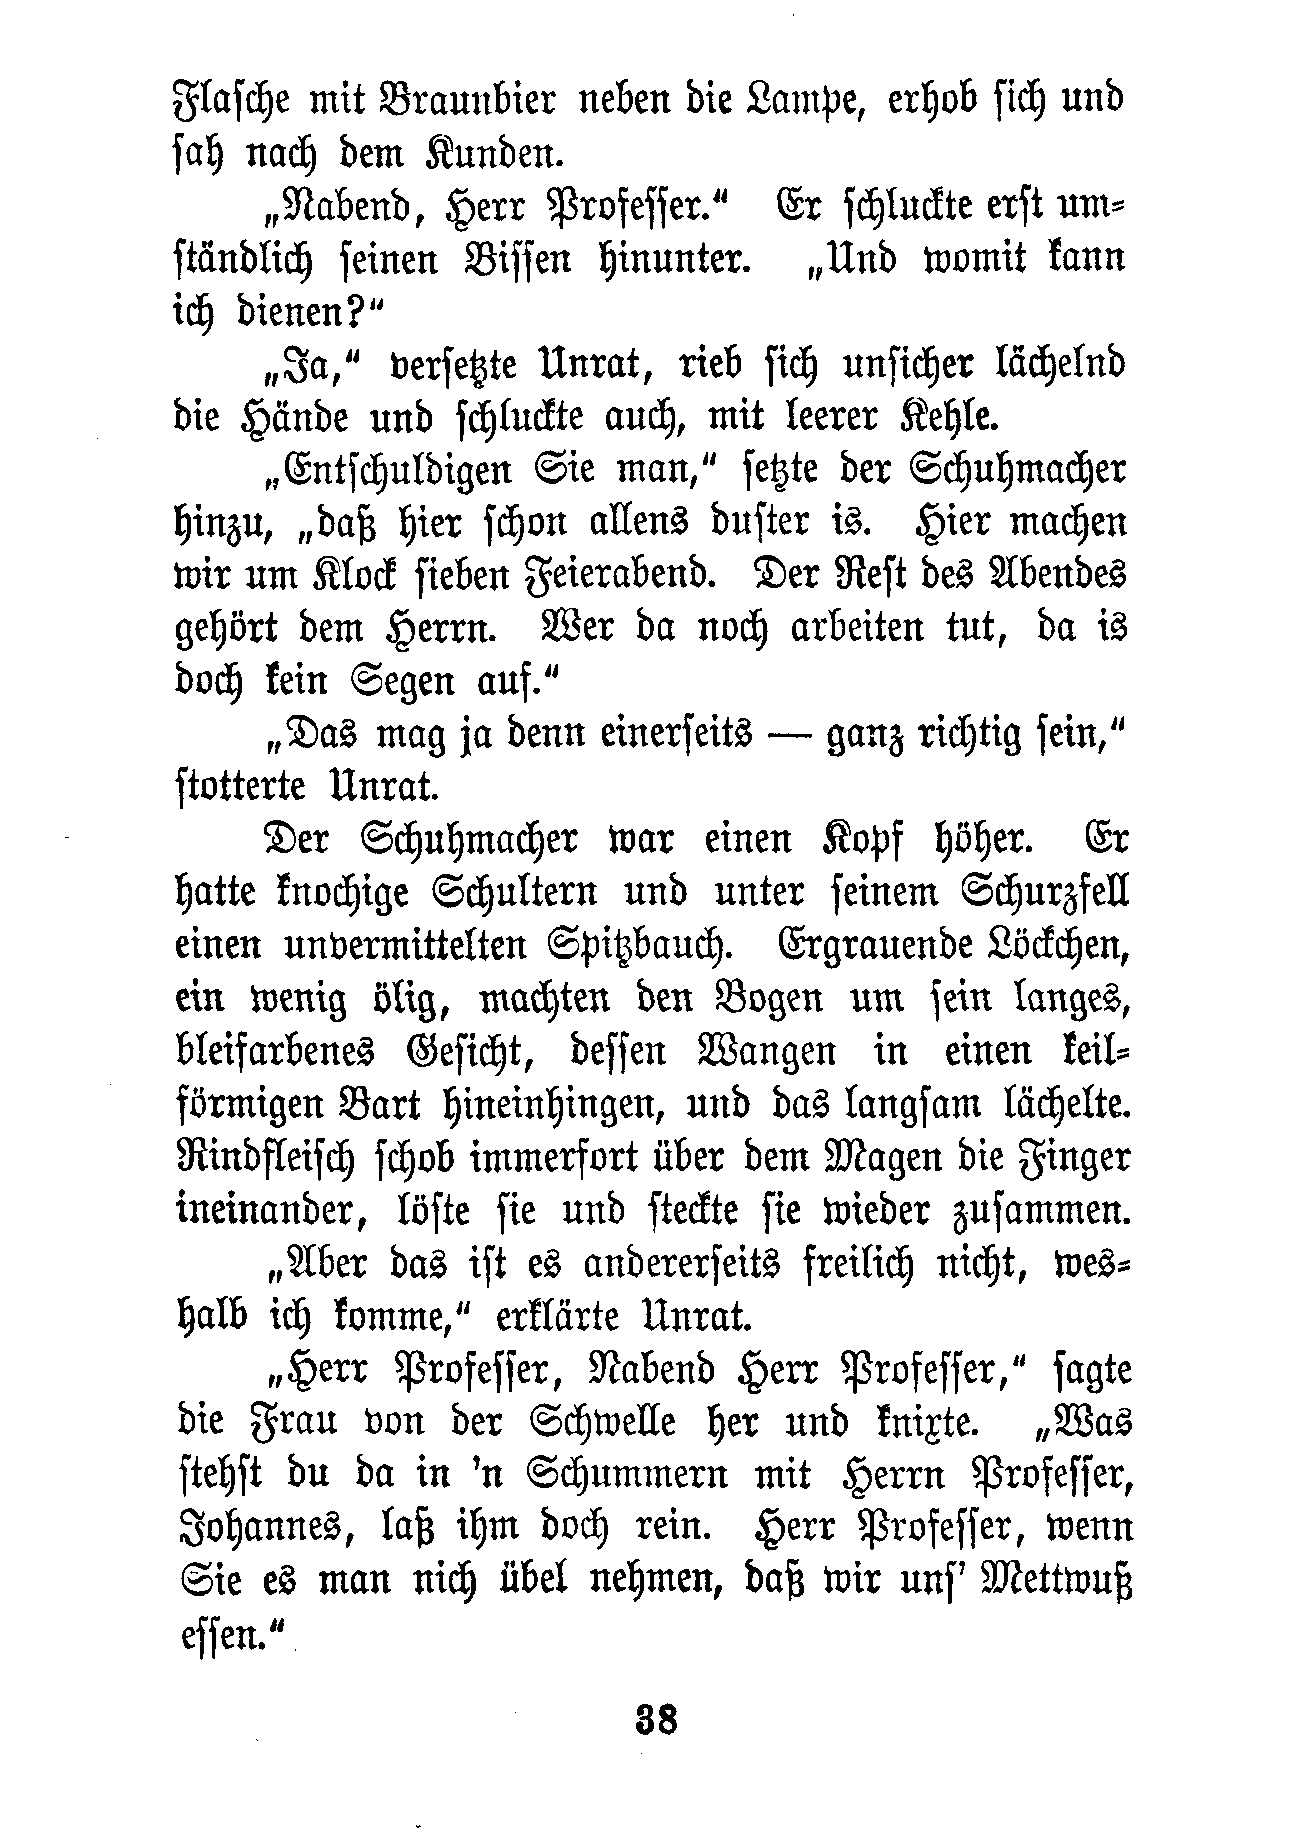 Flaſche mit Braunbier neben die Lampe, erhob ſich und
ſah nach dem Kunden.
„Nabend, Herr Profeſſer.“ Er ſchluckte erſt um⸗
ſtändlich ſeinen Biſſen hinunter. „Und womit kann
ich dienen?“
„Ja,“ verſetzte Unrat, rieb ſich unſicher lächelnd
die Hände und ſchluckte auch, mit leerer Kehle.
„Entſchuldigen Sie man,“ ſetzte der Schuhmacher
hinzu, „daß hier ſchon allens duſter is. Hier machen
wir um Klock ſieben Feierabend. Der Reſt des Abendes
gehört dem Herrn. Wer da noch arbeiten tut, da is
doch kein Segen auf.“
„Das mag ja denn einerſeits — ganz richtig ſein,“
ſtotterte Unrat.
Der Schuhmacher war einen Kopf höher. Er
hatte knochige Schultern und unter ſeinem Schurzfell
einen unvermittelten Spitzbauch. Ergrauende Löckchen,
ein wenig ölig, machten den Bogen um ſein langes,
bleifarbenes Geſicht, deſſen Wangen in einen keil⸗
förmigen Bart hineinhingen, und das langſam lächelte.
Rindfleiſch ſchob immerfort über dem Magen die Finger
ineinander, löſte ſie und ſteckte ſie wieder zuſammen.
„Aber das iſt es andererſeits freilich nicht, wes⸗
halb ich komme,“ erklärte Unrat.
„Herr Profeſſer, Nabend Herr Profeſſer,“ ſagte
die Frau von der Schwelle her und knixte. „Was
ſtehſt du da in 'n Schummern mit Herrn Profeſſer,
Johannes, laß ihm doch rein. Herr Profeſſer, wenn
Sie es man nich übel nehmen, daß wir unſ' Mettwuß
eſſen.“
38